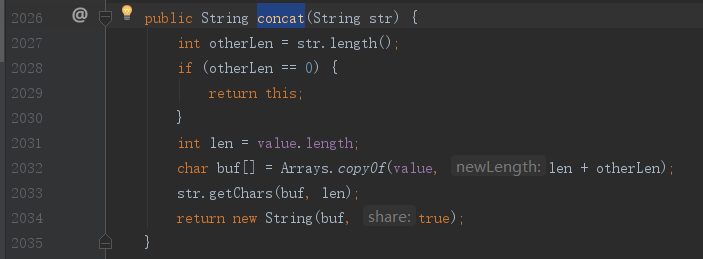 2026 @ public String concat(String str) {
2027 int otherLen = str.length();
2028 if (otherLen == 0) {
2029 return this;
2030 }
2031 int len = value.length;
2032 char buf[] = Arrays.copyOf(value, newLength: len + otherLen);
2033 str.getChars(buf, len);
2034 return new String(buf, share: true);
2035 }